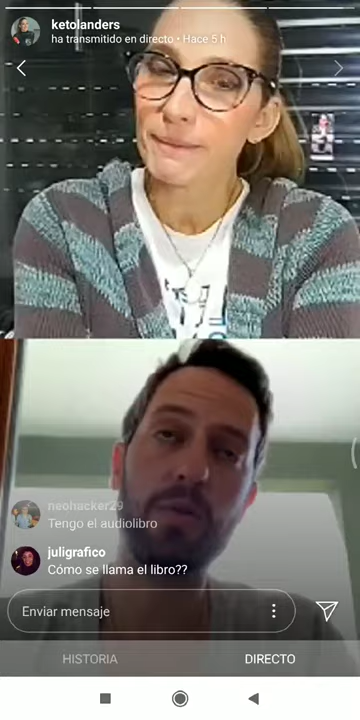 ketolanders
ha transmitido en directo • Hace 5 h
neohacker29
Tengo el audiolibro
juligrafico
Cómo se llama el libro??
Enviar mensaje
HISTORIA
DIRECTO